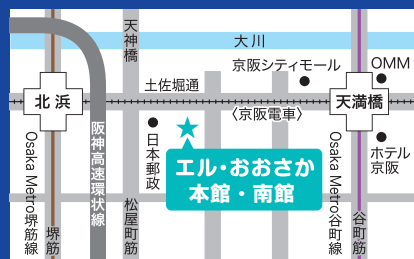 天神橋
大川
京阪シティモール
OMM
土佐堀通
北浜
天満橋
〈京阪電車〉
阪神高速環状線
日本郵政
エル・おおさか
本館・南館
ホテル
京阪
Osaka Metro堺筋線
堺筋
松屋町筋
Osaka Metro谷町線
谷町筋